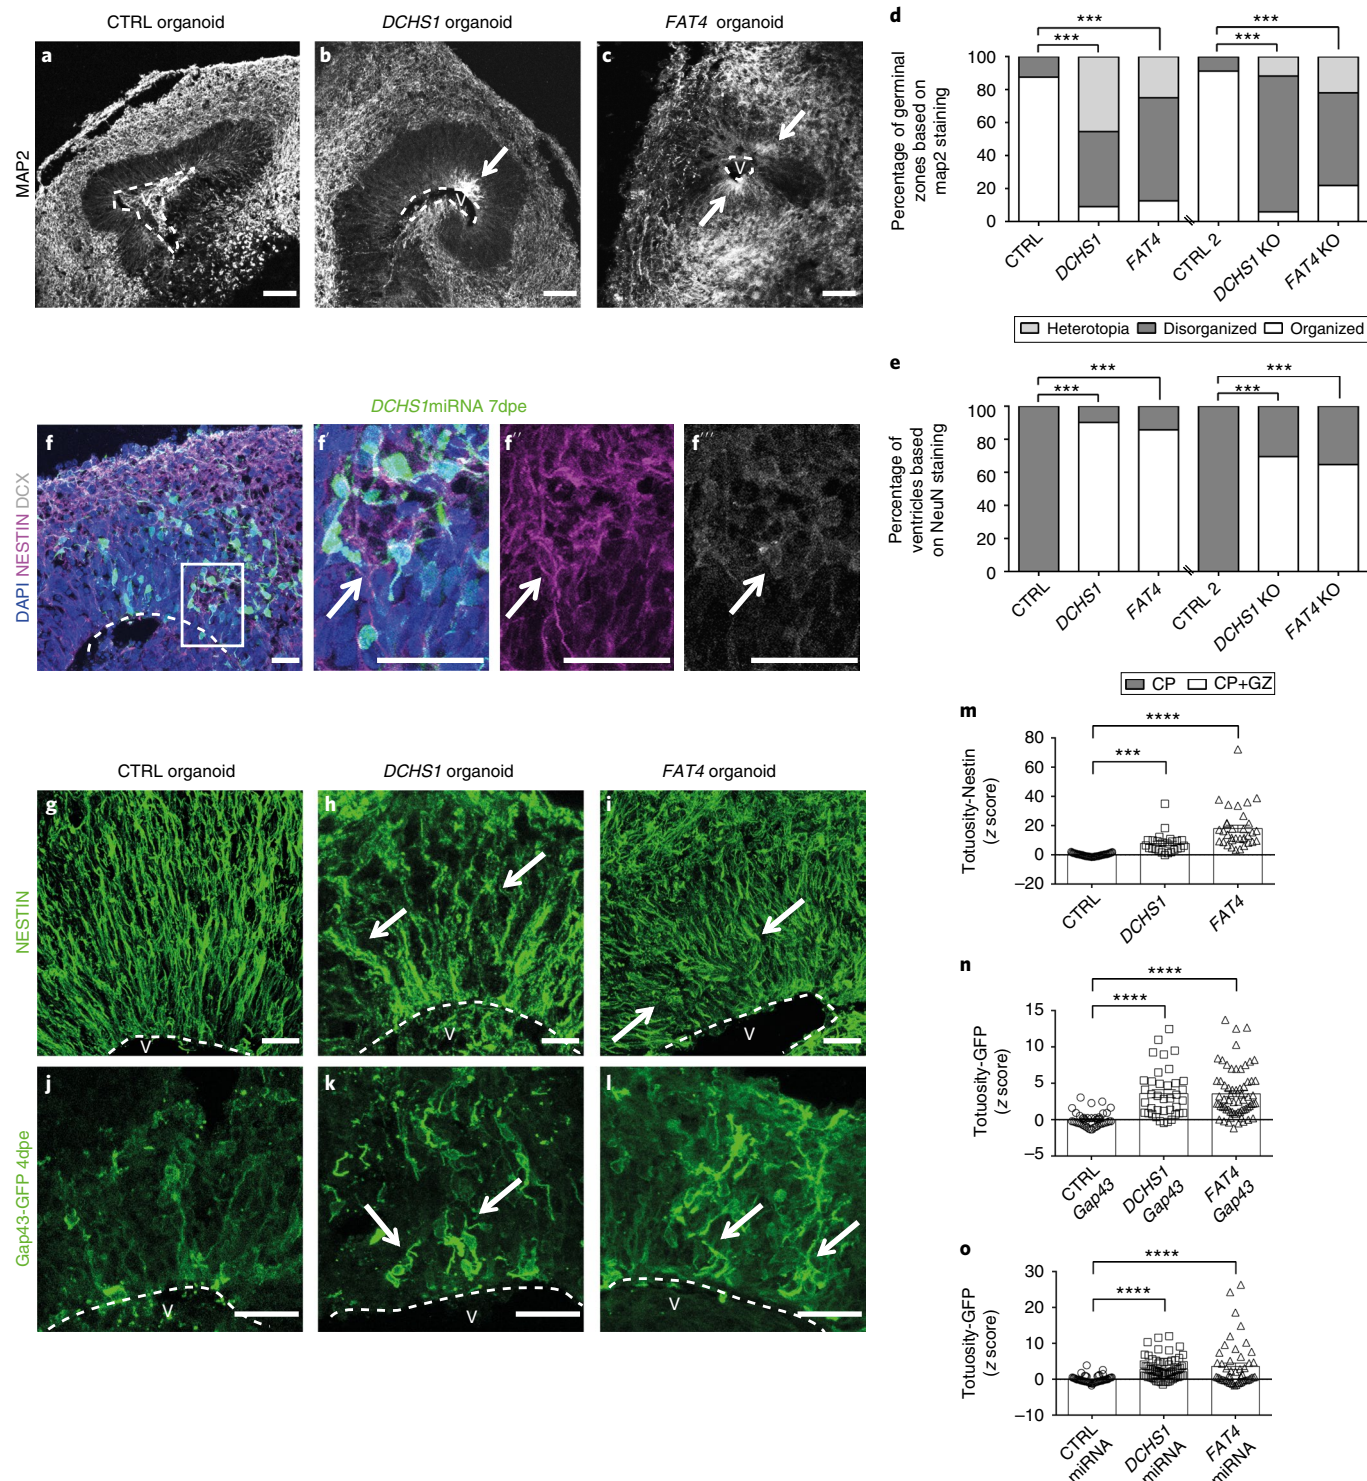 CTRL organoid
DCHS1 organoid
FAT4 organoid
MAP2
a
b
c
V
V
V
d
Percentage of germinal
zones based on
map2 staining
100
80
60
40
20
0
***
***
***
***
CTRL
DCHS1
FAT4
CTRL 2
DCHS1 KO
FAT4 KO
Heterotopia
Disorganized
Organized
e
Percentage of
ventricles based
on NeuN staining
100
80
60
40
20
0
***
***
***
***
CTRL
DCHS1
FAT4
CTRL 2
DCHS1 KO
FAT4 KO
CP
CP+GZ
DCHS1miRNA 7dpe
DAPI NESTIN DCX
f
f′
f″
f‴
CTRL organoid
DCHS1 organoid
FAT4 organoid
NESTIN
g
h
i
V
V
V
Gap43-GFP 4dpe
j
k
l
V
V
V
m
Totuosity-Nestin
(z score)
80
60
40
20
0
–20
****
***
CTRL
DCHS1
FAT4
n
Totuosity-GFP
(z score)
15
10
5
0
–5
****
****
CTRL
Gap43
DCHS1
Gap43
FAT4
Gap43
o
Totuosity-GFP
(z score)
30
20
10
0
–10
****
****
CTRL
miRNA
DCHS1
miRNA
FAT4
miRNA